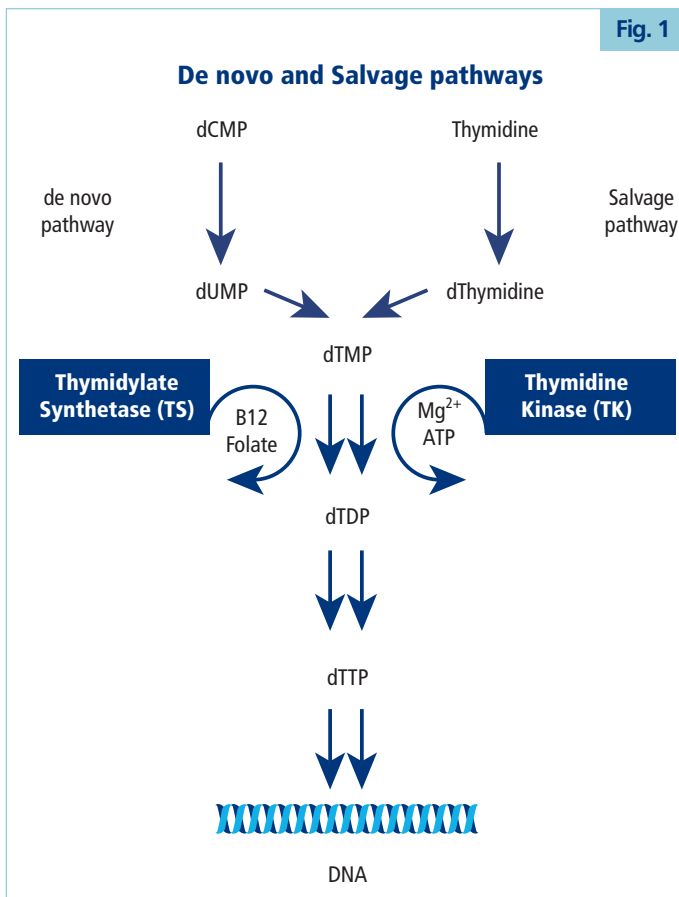 Fig. 1
De novo and Salvage pathways
dCMP
Thymidine
de novo
pathway
Salvage
pathway
dUMP
dThymidine
dTMP
Thymidylate
Synthetase (TS)
B12
Folate
Mg²⁺
ATP
Thymidine
Kinase (TK)
dTDP
dTTP
DNA